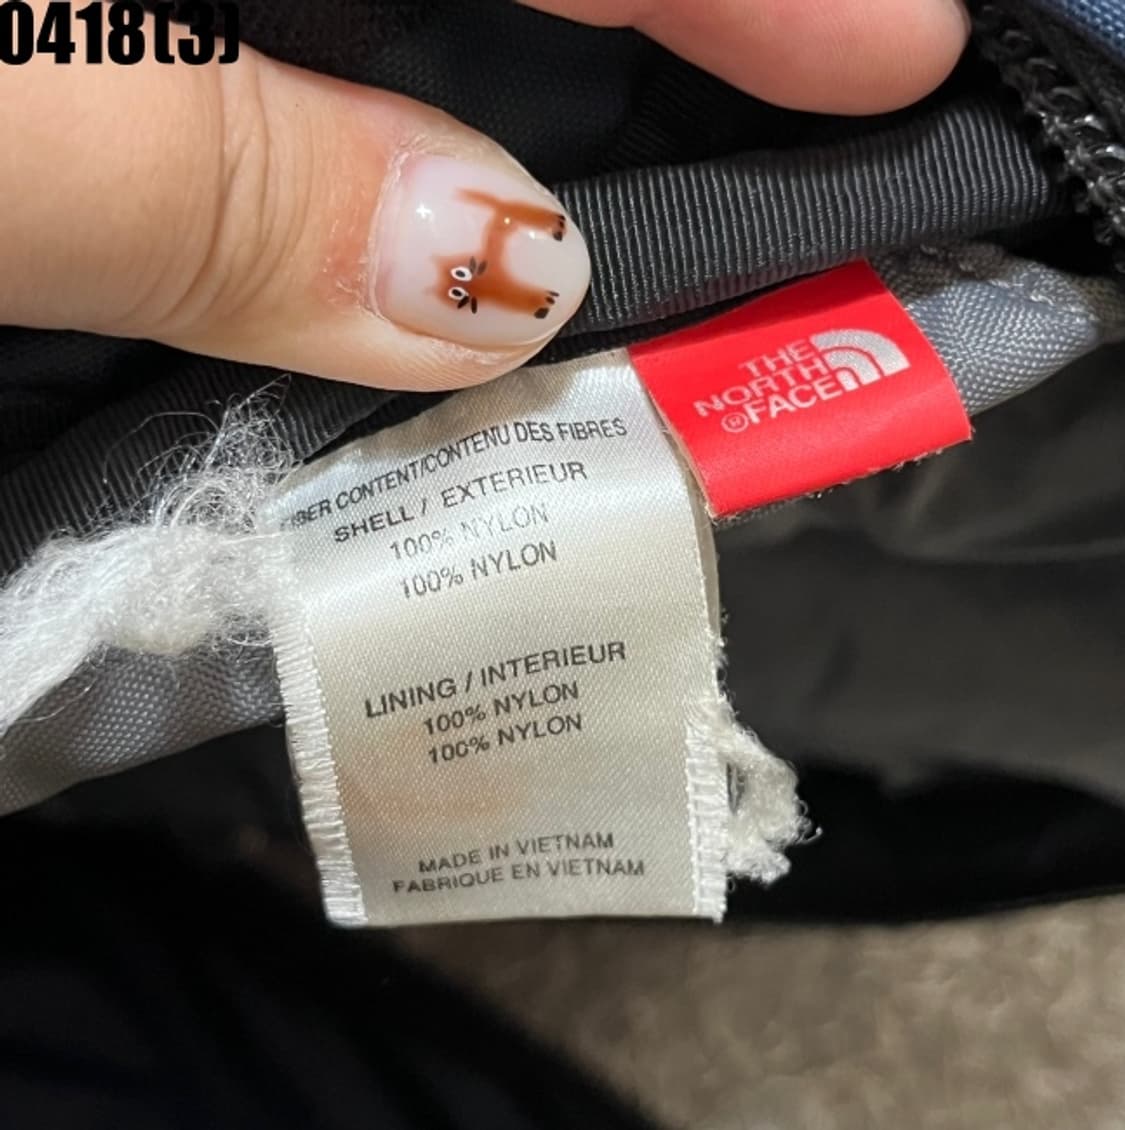 0418(3)
THE
NORTH
®FACE
BER CONTENT/CONTENU DES FIBRES
SHELL / EXTERIEUR
100% NYLON
100% NYLON
LINING / INTERIEUR
100% NYLON
100% NYLON
MADE IN VIETNAM
FABRIQUE EN VIETNAM